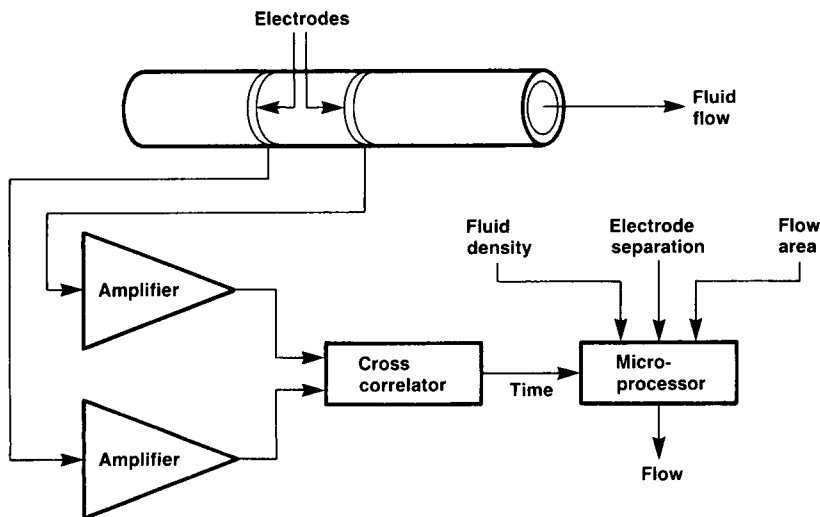 Electrodes
Fluid
flow
Fluid
density
Electrode
separation
Flow
area
Amplifier
Cross
correlator
Time
Micro-
processor
Amplifier
Flow